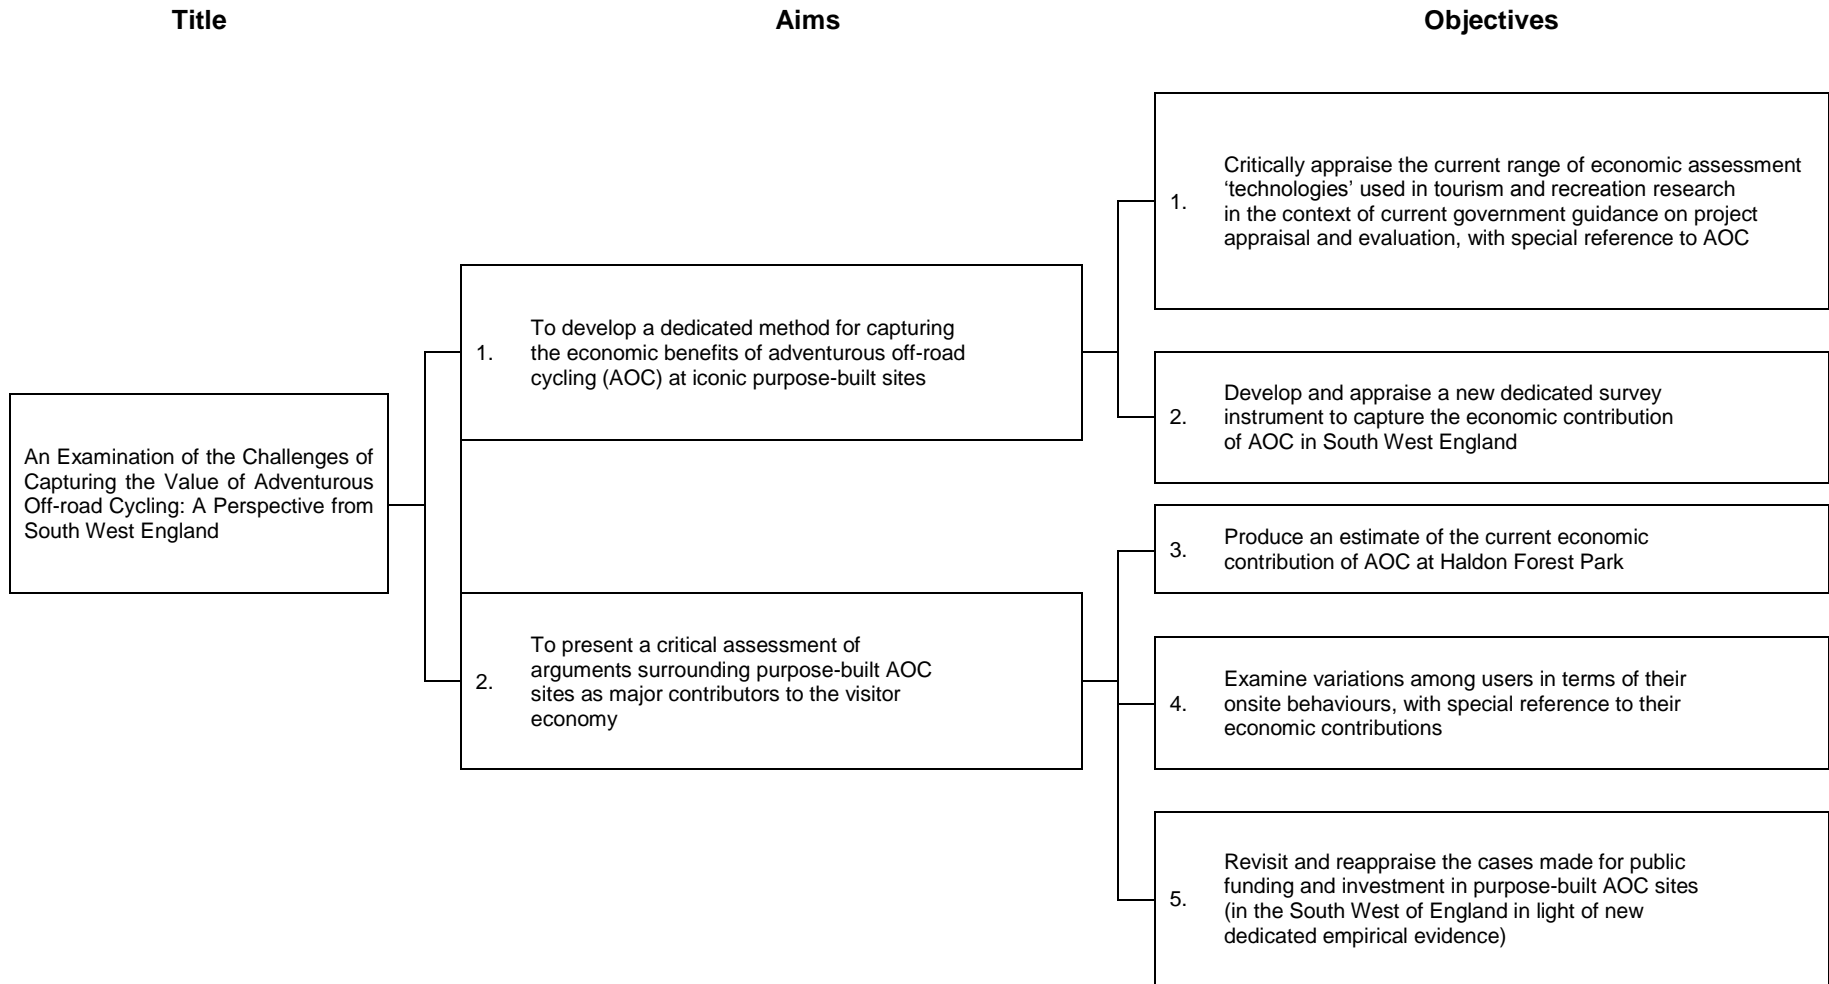 Title
Aims
Objectives
An Examination of the Challenges of
Capturing the Value of Adventurous
Off-road Cycling: A Perspective from
South West England
1.
To develop a dedicated method for capturing
the economic benefits of adventurous off-road
cycling (AOC) at iconic purpose-built sites
2.
To present a critical assessment of
arguments surrounding purpose-built AOC
sites as major contributors to the visitor
economy
1.
Critically appraise the current range of economic assessment
‘technologies’ used in tourism and recreation research
in the context of current government guidance on project
appraisal and evaluation, with special reference to AOC
2.
Develop and appraise a new dedicated survey
instrument to capture the economic contribution
of AOC in South West England
3.
Produce an estimate of the current economic
contribution of AOC at Haldon Forest Park
4.
Examine variations among users in terms of their
onsite behaviours, with special reference to their
economic contributions
5.
Revisit and reappraise the cases made for public
funding and investment in purpose-built AOC sites
(in the South West of England in light of new
dedicated empirical evidence)